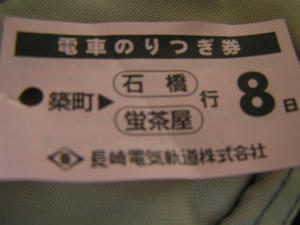 電車のりつぎ券
石橋
●築町▶行 8日
蛍茶屋
長崎電気軌道株式会社